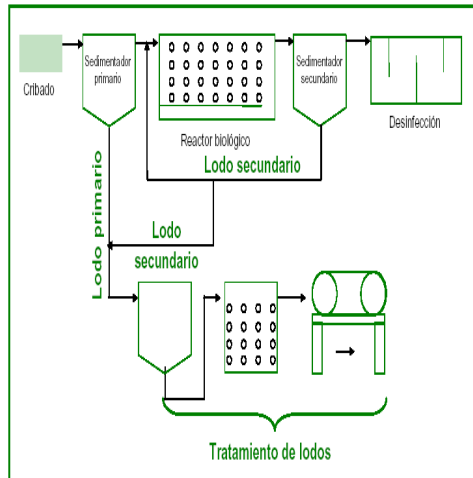 Cribado
Sedimentador
primario
Reactor biológico
Sedimentador
secundario
Desinfección
Lodo secundario
Lodo primario
Lodo
secundario
Tratamiento de lodos